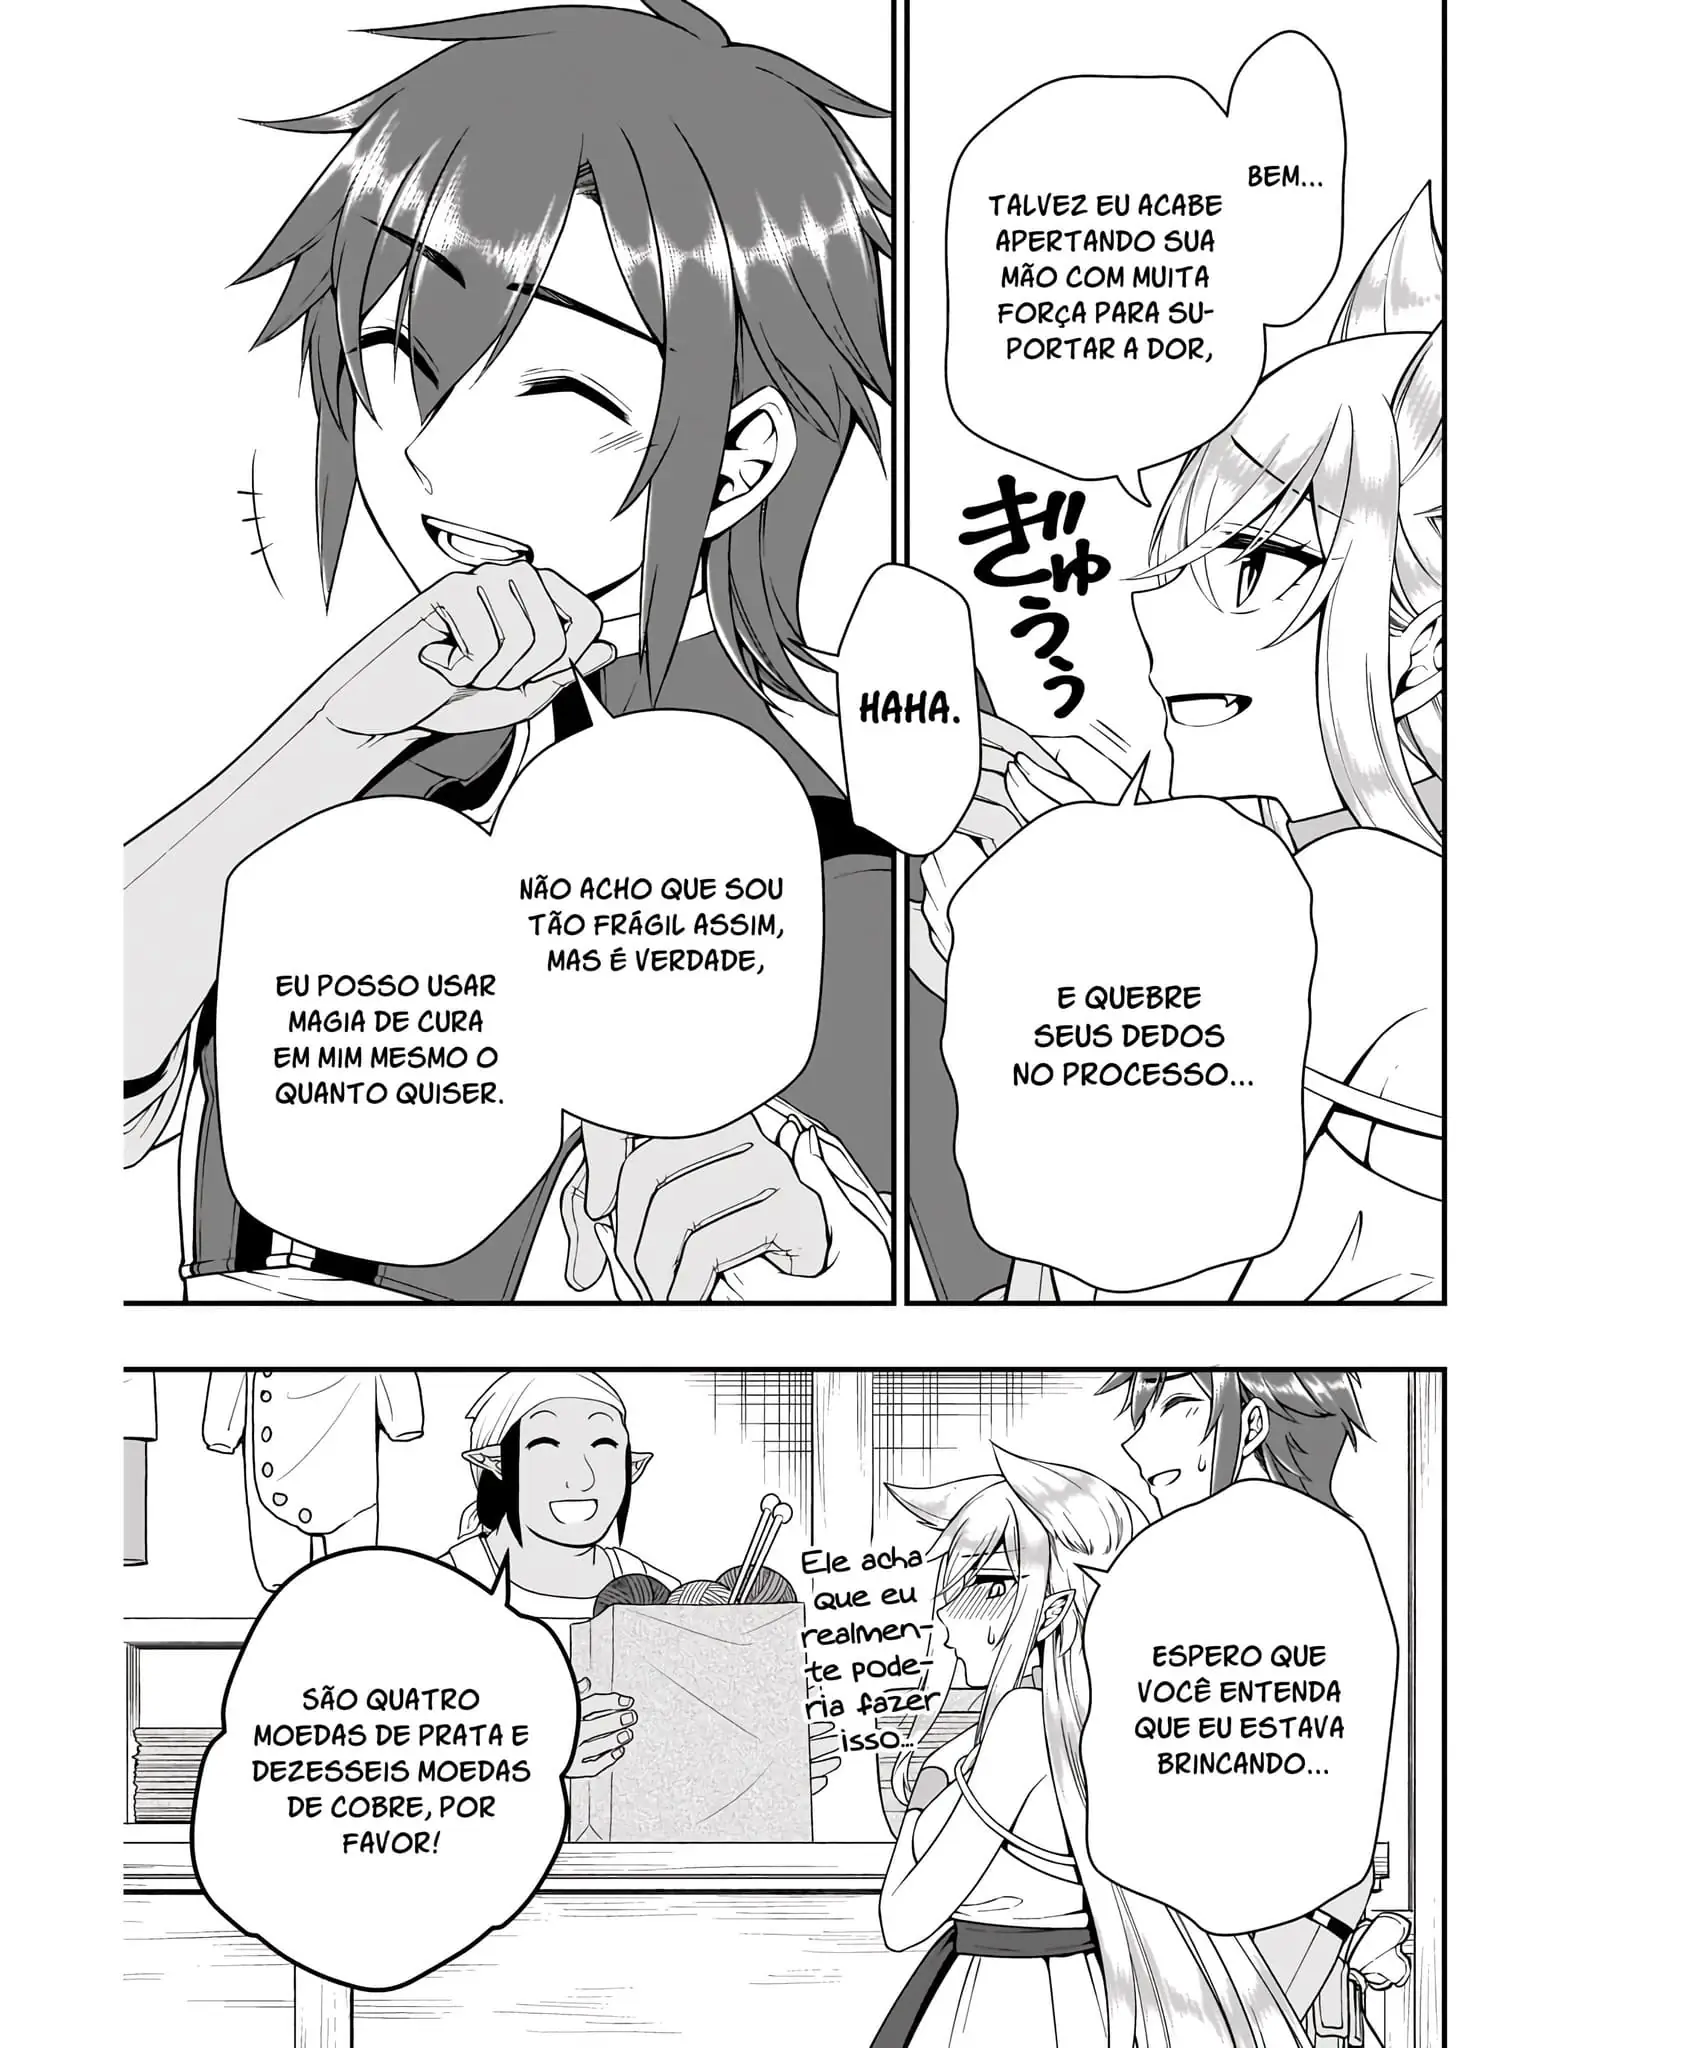 BEM...
TALVEZ EU ACABE
APERTANDO SUA
MÃO COM MUITA
FORÇA PARA SU-
PORTAR A DOR,
ぎゅうぅ
E QUEBRE
SEUS DEDOS
NO PROCESSO...
HAHA.
NÃO ACHO QUE SOU
TÃO FRÁGIL ASSIM,
MAS É VERDADE,
EU POSSO USAR
MAGIA DE CURA
EM MIM MESMO O
QUANTO QUISER.
ESPERO QUE
VOCÊ ENTENDA
QUE EU ESTAVA
BRINCANDO...
Ele acha
que eu
realmen-
te pode-
ria fazer
isso...
SÃO QUATRO
MOEDAS DE PRATA E
DEZESSEIS MOEDAS
DE COBRE, POR
FAVOR!